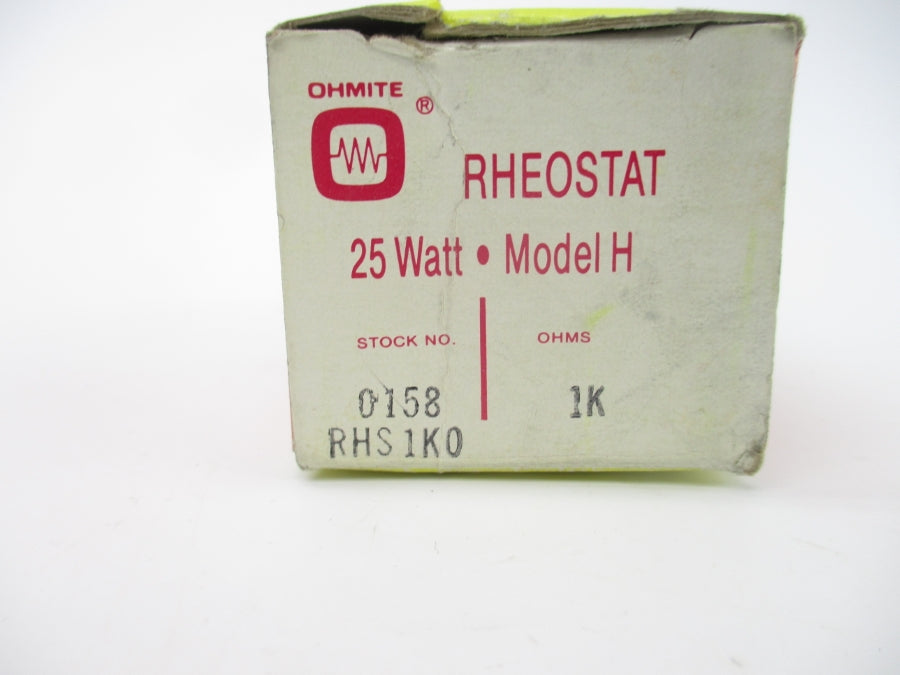 OHMITE
®
RHEOSTAT
25 Watt • Model H
STOCK NO. OHMS
0158 1K
RHS1K0